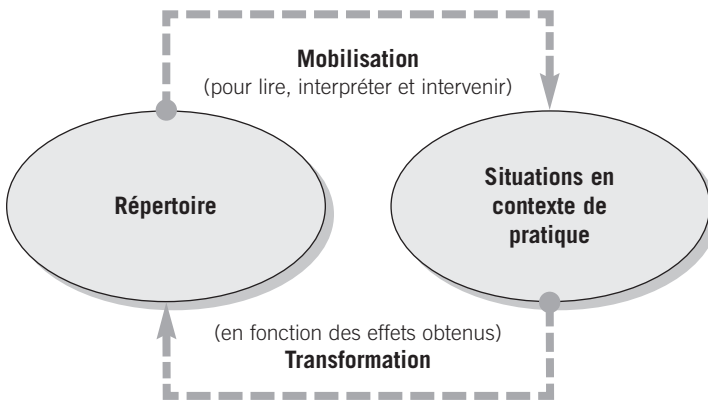 Mobilisation
(pour lire, interpréter et intervenir)
Répertoire
Situations en
contexte de
pratique
(en fonction des effets obtenus)
Transformation